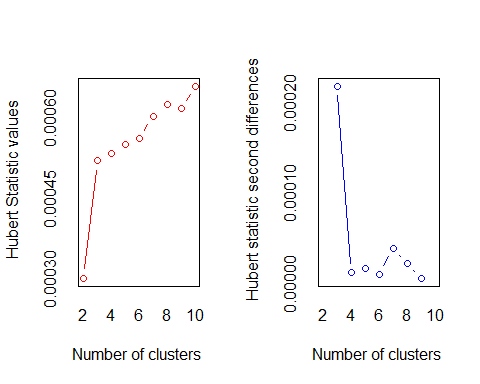 Hubert Statistic values
0.00030 0.00045 0.00060
2 4 6 8 10
Number of clusters
Hubert statistic second differences
0.00000 0.00010 0.00020
2 4 6 8 10
Number of clusters